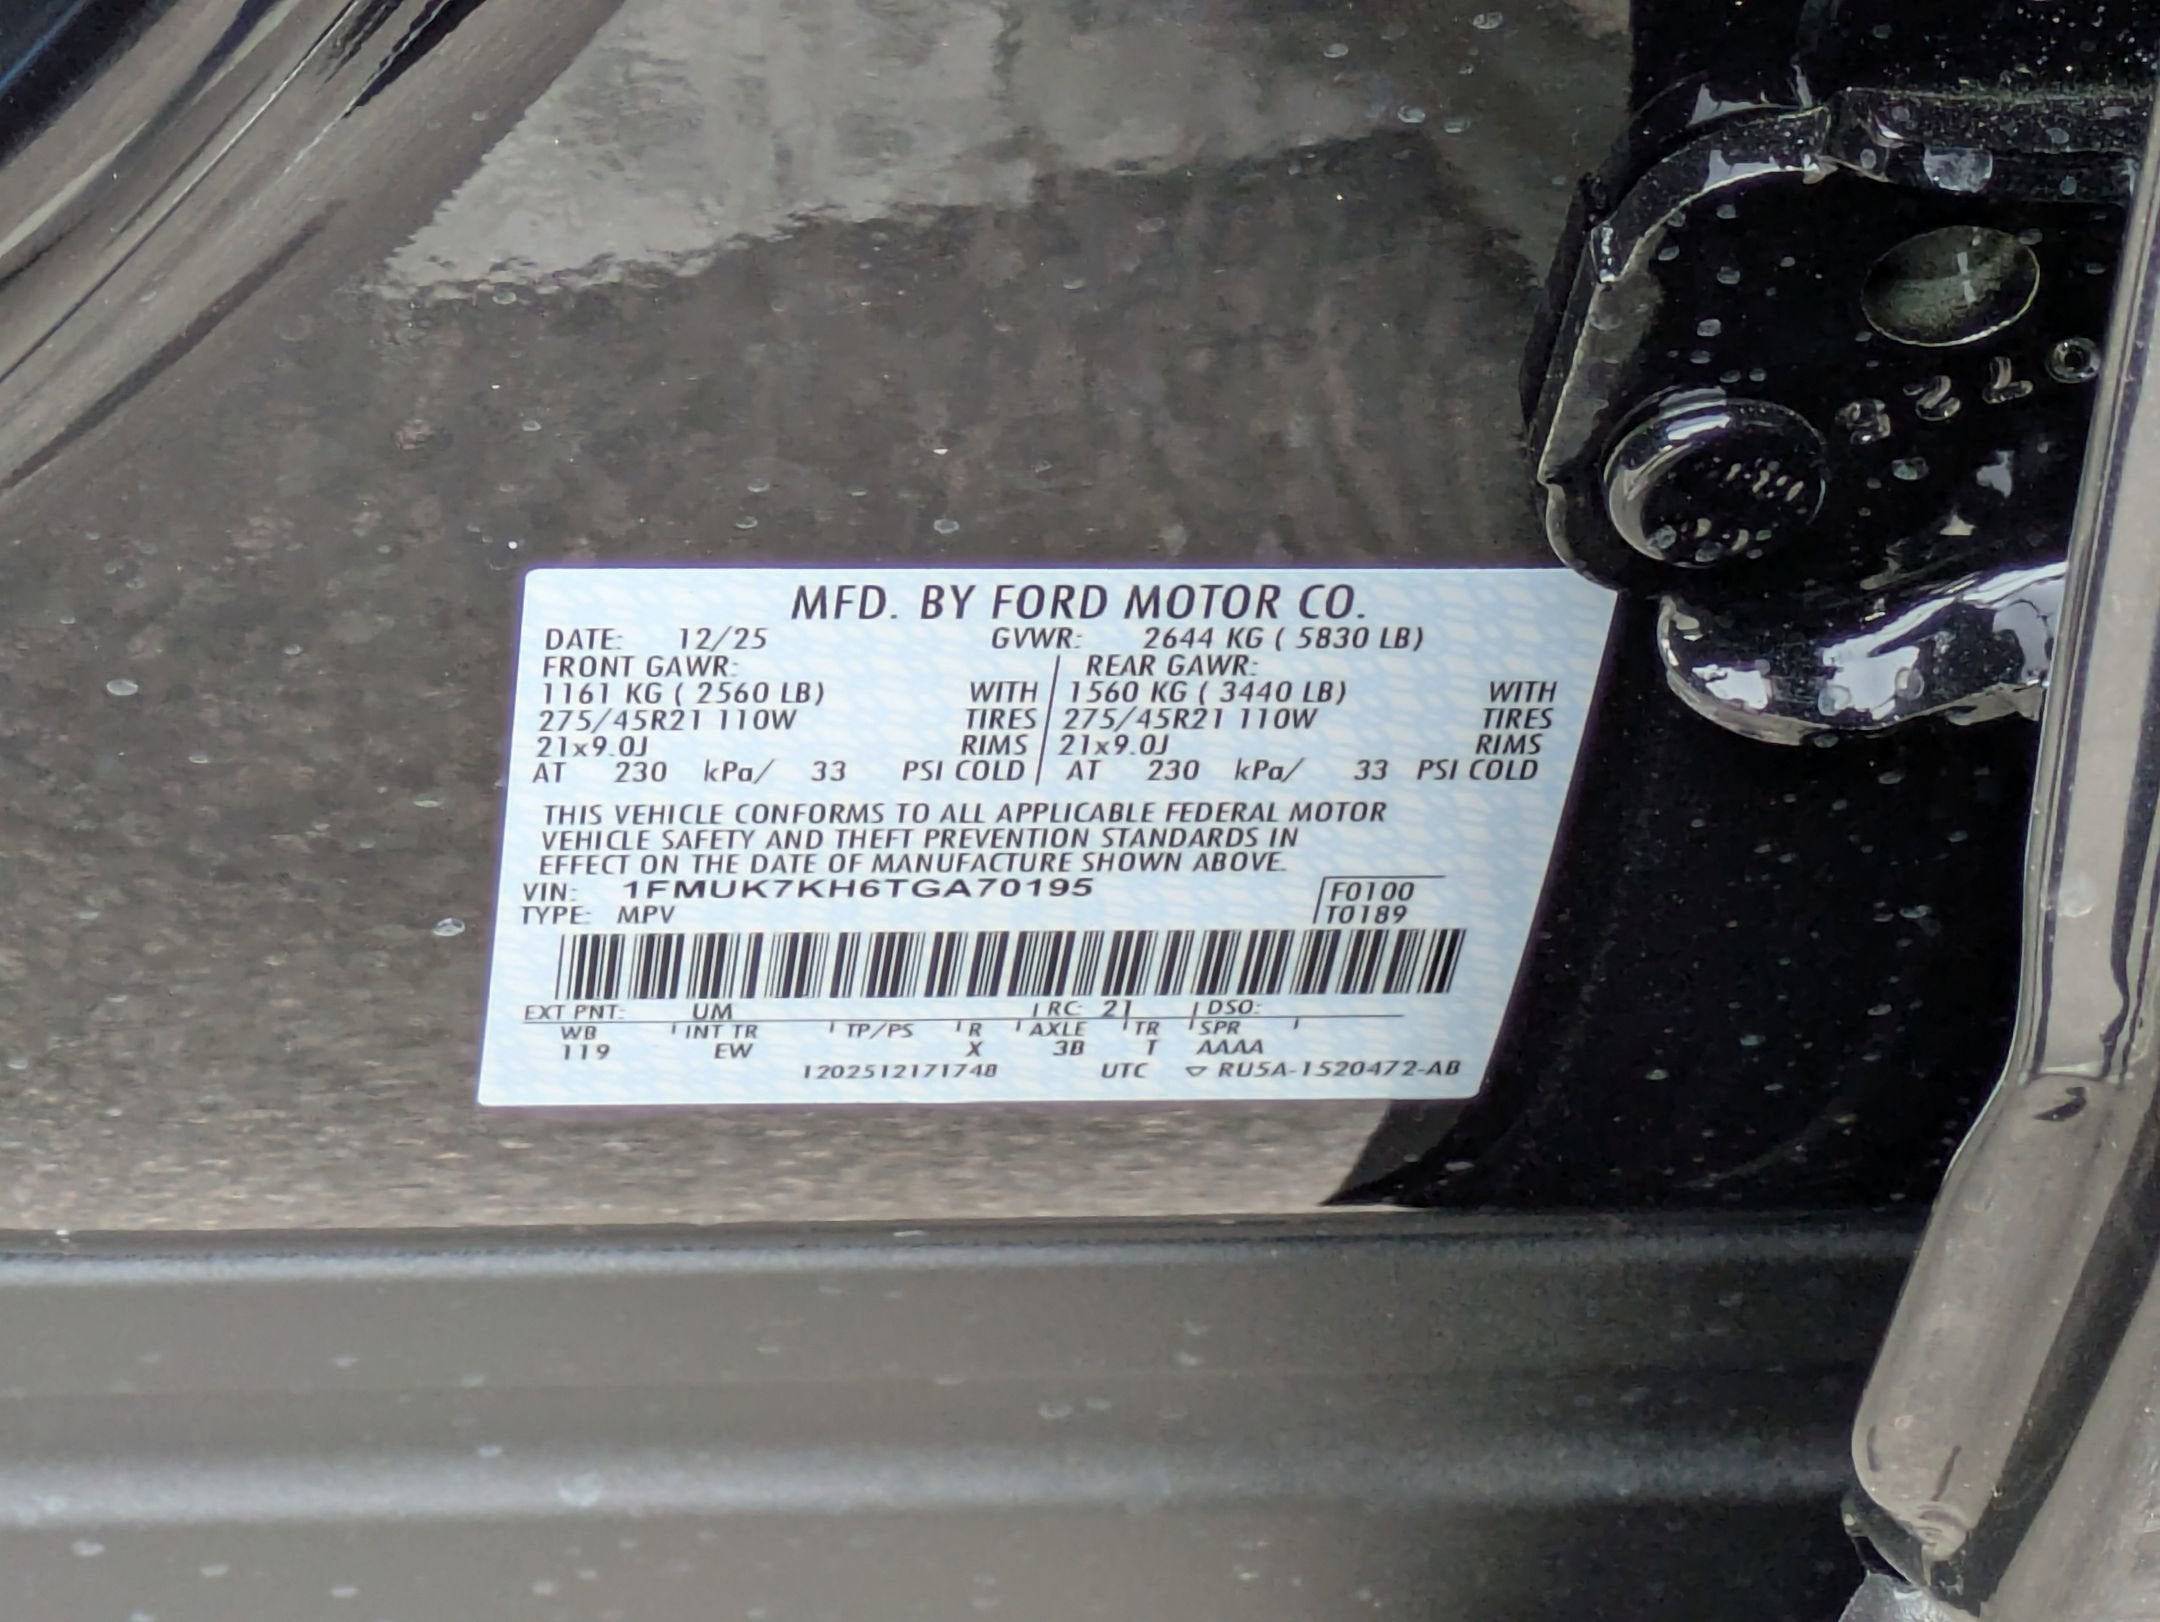 MFD. BY FORD MOTOR CO.
DATE: 12/25 GVWR: 2644 KG ( 5830 LB)
FRONT GAWR: REAR GAWR:
1161 KG ( 2560 LB) WITH 1560 KG ( 3440 LB) WITH
275/45R21 110W TIRES 275/45R21 110W TIRES
21x9.0J RIMS 21x9.0J RIMS
AT 230 kPa/ 33 PSI COLD AT 230 kPa/ 33 PSI COLD
THIS VEHICLE CONFORMS TO ALL APPLICABLE FEDERAL MOTOR
VEHICLE SAFETY AND THEFT PREVENTION STANDARDS IN
EFFECT ON THE DATE OF MANUFACTURE SHOWN ABOVE.
VIN: 1FMUK7KH6TGA70195 F0100
TYPE: MPV T0189
EXT PNT: UM RC: 21 DSO:
WB INT TR TP/PS R AXLE TR SPR
119 EW X 3B T AAAA
1202512171748 UTC ▽ RU5A-1520472-AB